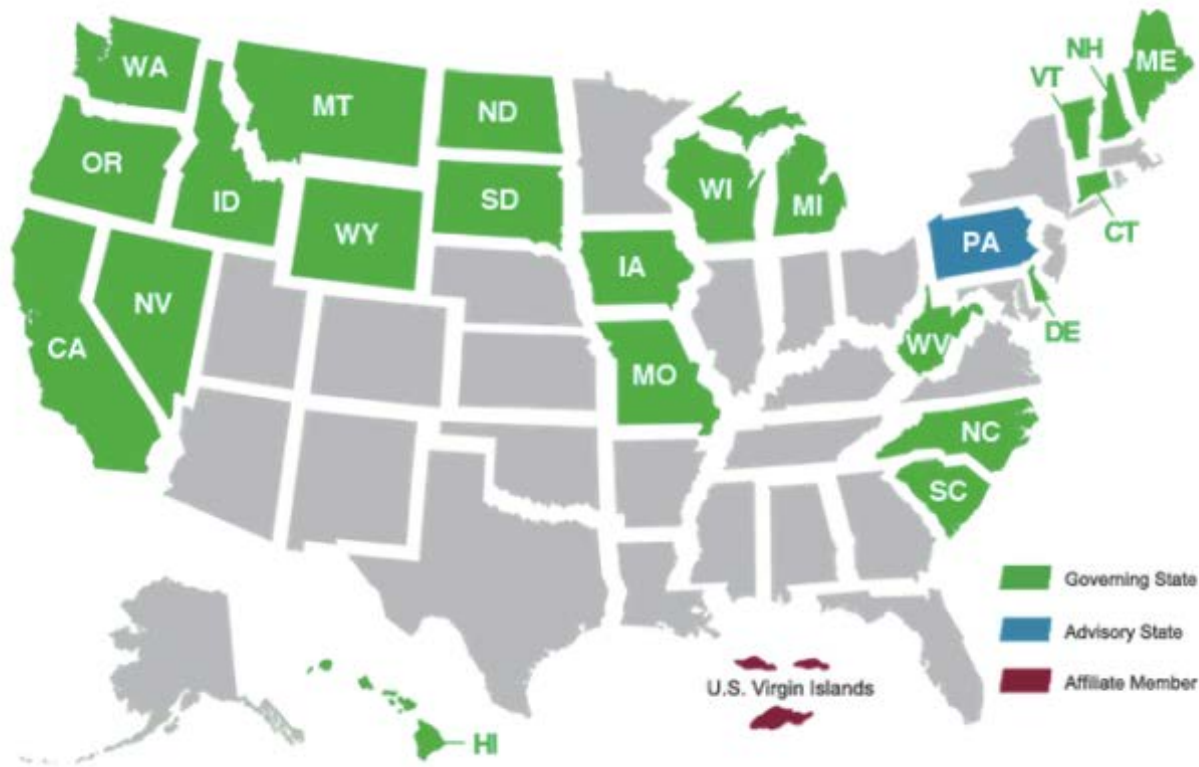 WA
MT
ND
OR
ID
SD
WY
NV
CA
WI
MI
IA
MO
VT
NH
ME
PA
CT
DE
WV
NC
SC
HI
U.S. Virgin Islands
Governing State
Advisory State
Affiliate Member